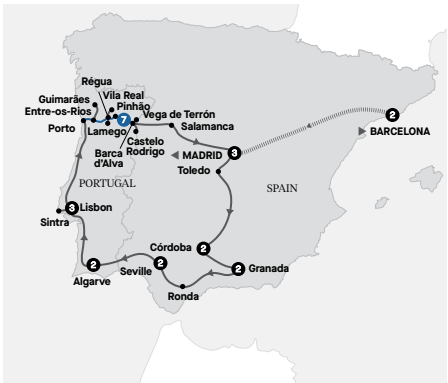 Régua
Vila Real
Guimarães
Pinhão
Entre-os-Rios
7
Vega de Terrón
2
Porto
Lamego
Salamanca
BARCELONA
Castelo
Rodrigo
Barca
d'Alva
MADRID
3
Toledo
PORTUGAL
SPAIN
3
Lisbon
Sintra
Córdoba
2
2
Algarve
Seville
2
2
Granada
Ronda